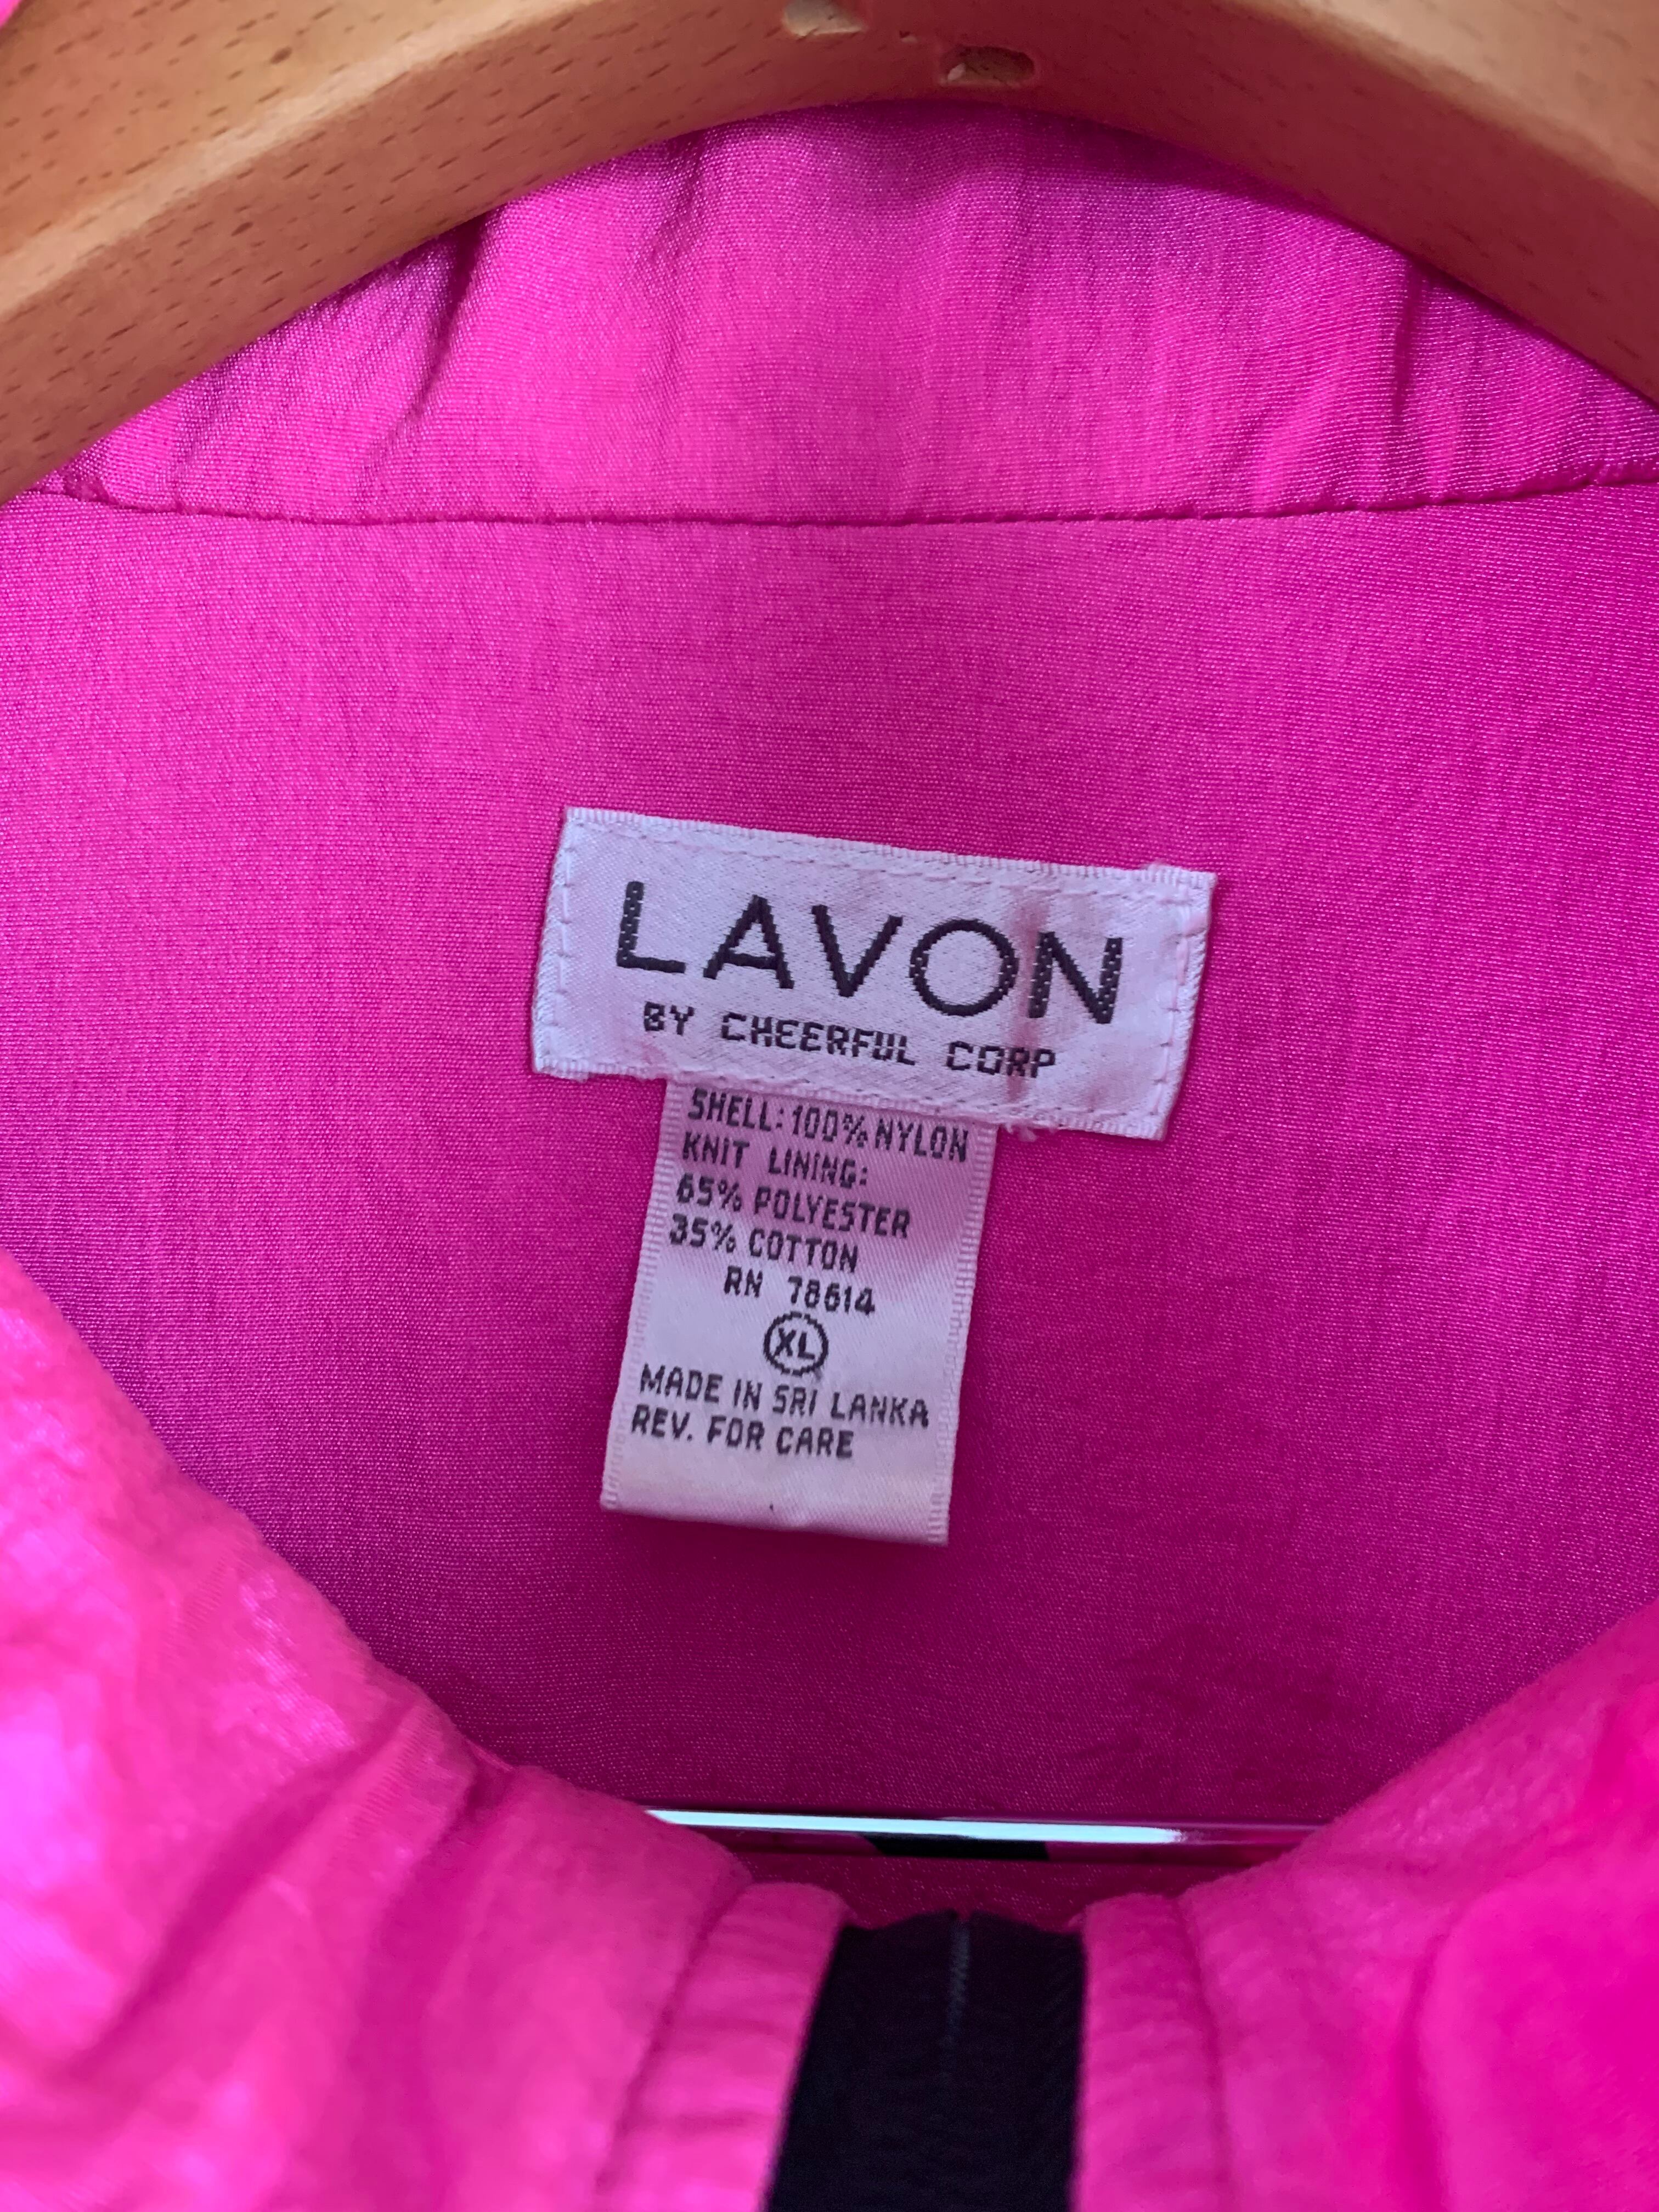 LAVON
BY CHEERFUL CORP
SHELL: 100% NYLON
KNIT LINING:
65% POLYESTER
35% COTTON
RN 78614
XL
MADE IN SRI LANKA
REV. FOR CARE